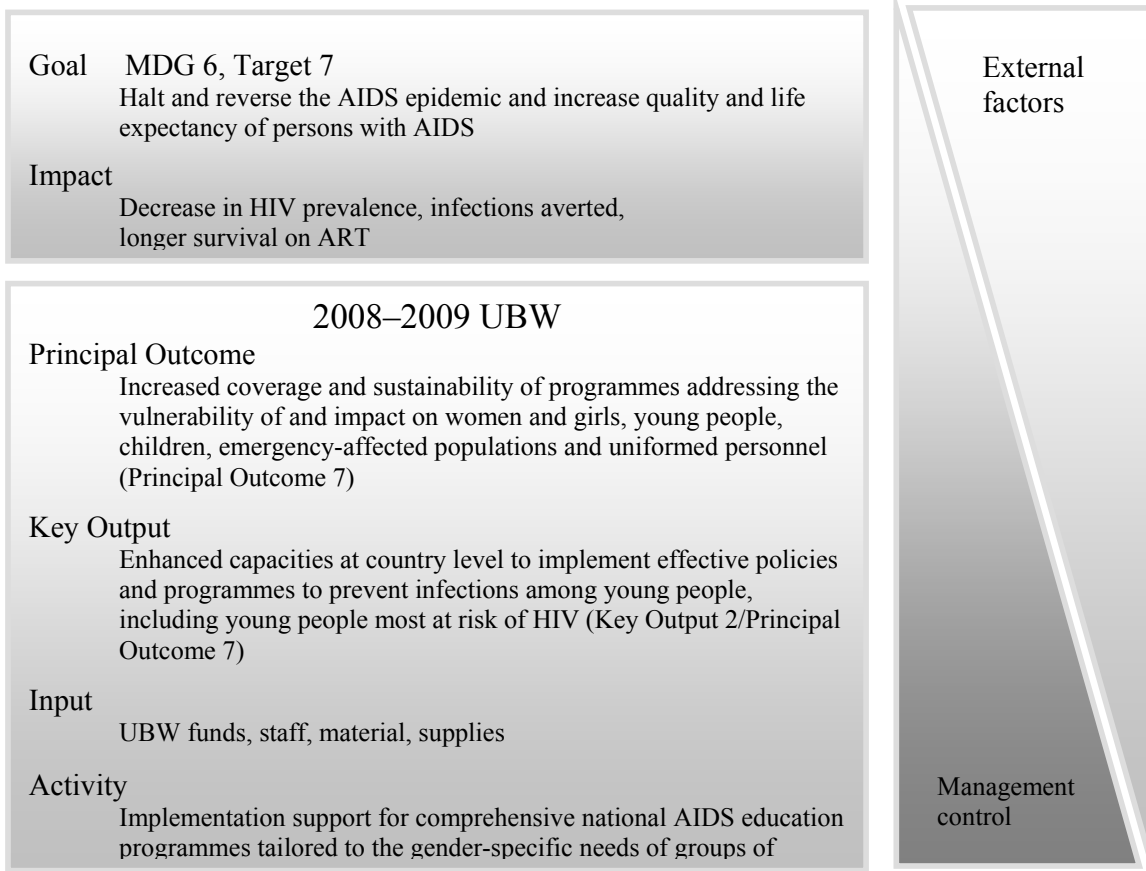 Goal MDG 6, Target 7
Halt and reverse the AIDS epidemic and increase quality and life
expectancy of persons with AIDS
Impact
Decrease in HIV prevalence, infections averted,
longer survival on ART
2008–2009 UBW
Principal Outcome
Increased coverage and sustainability of programmes addressing the
vulnerability of and impact on women and girls, young people,
children, emergency-affected populations and uniformed personnel
(Principal Outcome 7)
Key Output
Enhanced capacities at country level to implement effective policies
and programmes to prevent infections among young people,
including young people most at risk of HIV (Key Output 2/Principal
Outcome 7)
Input
UBW funds, staff, material, supplies
Activity
Implementation support for comprehensive national AIDS education
programmes tailored to the gender-specific needs of groups of
External
factors
Management
control